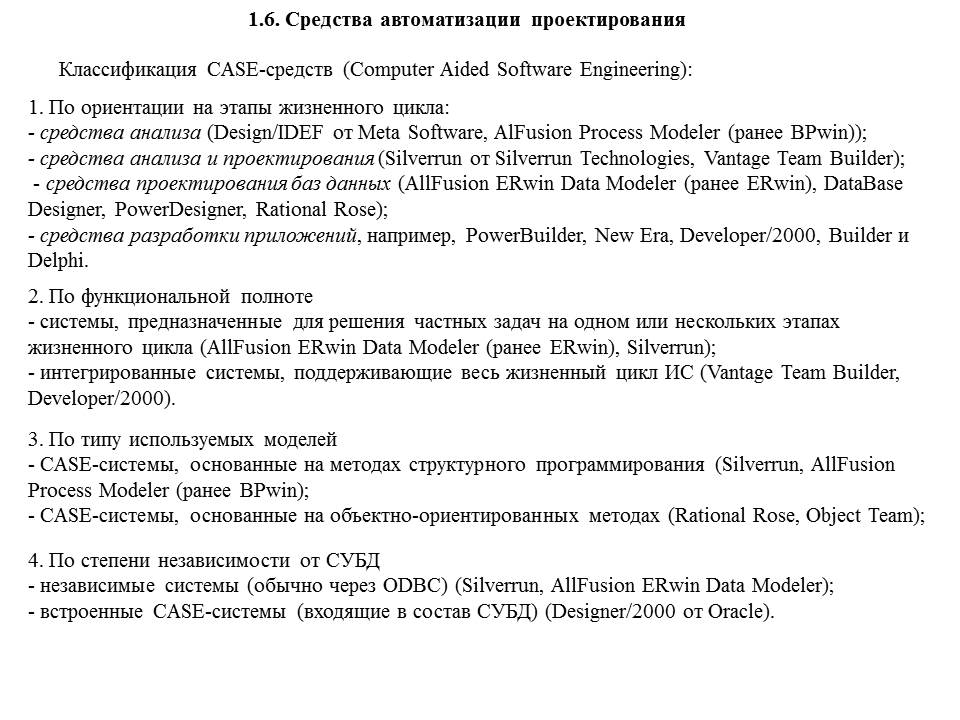 1.6. Средства автоматизации проектирования
Классификация CASE-средств (Computer Aided Software Engineering):
1. По ориентации на этапы жизненного цикла:
- средства анализа (Design/IDEF от Meta Software, AlFusion Process Modeler (ранее BPwin));
- средства анализа и проектирования (Silverrun от Silverrun Technologies, Vantage Team Builder);
- средства проектирования баз данных (AllFusion ERwin Data Modeler (ранее ERwin), DataBase
Designer, PowerDesigner, Rational Rose);
- средства разработки приложений, например, PowerBuilder, New Era, Developer/2000, Builder и
Delphi.
2. По функциональной полноте
- системы, предназначенные для решения частных задач на одном или нескольких этапах
жизненного цикла (AllFusion ERwin Data Modeler (ранее ERwin), Silverrun);
- интегрированные системы, поддерживающие весь жизненный цикл ИС (Vantage Team Builder,
Developer/2000).
3. По типу используемых моделей
- CASE-системы, основанные на методах структурного программирования (Silverrun, AllFusion
Process Modeler (ранее BPwin);
- CASE-системы, основанные на объектно-ориентированных методах (Rational Rose, Object Team);
4. По степени независимости от СУБД
- независимые системы (обычно через ODBC) (Silverrun, AllFusion ERwin Data Modeler);
- встроенные CASE-системы (входящие в состав СУБД) (Designer/2000 от Oracle).